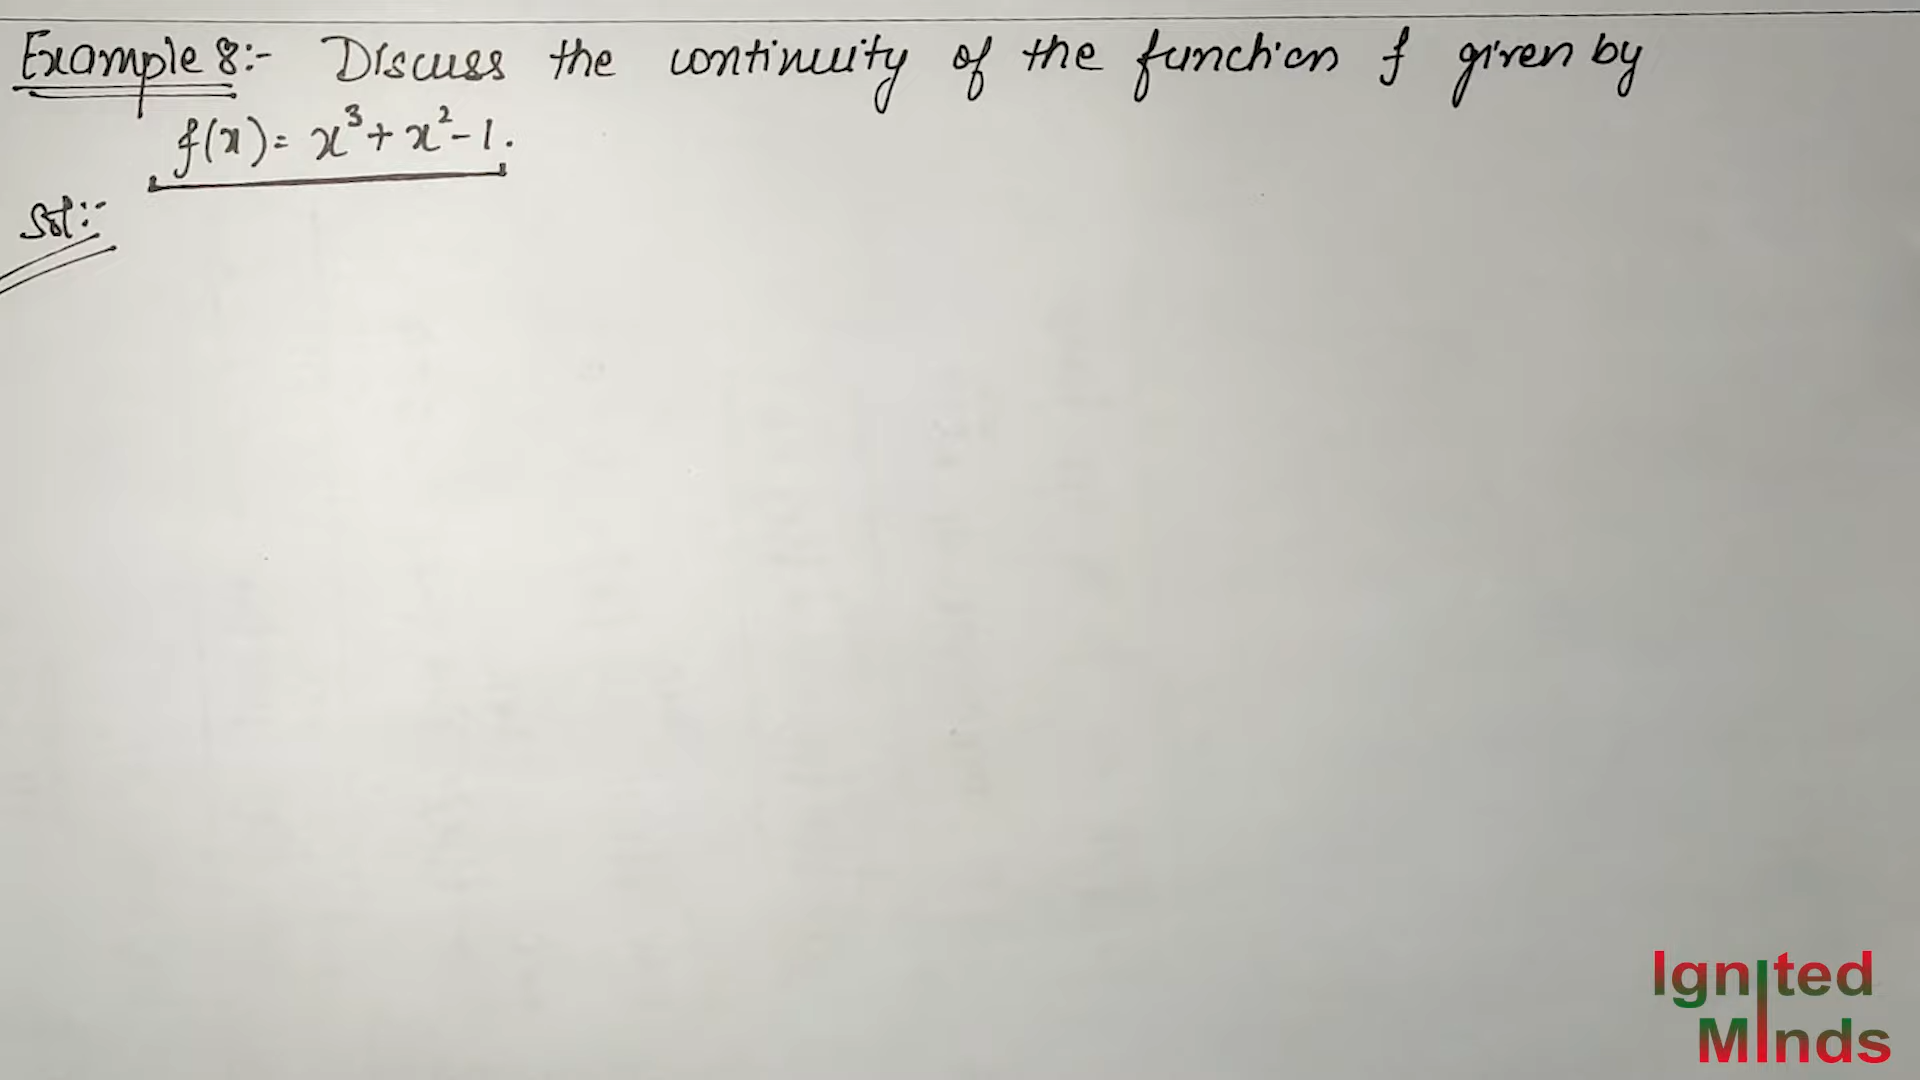 Example 8:- Discuss the continuity of the function f given by
f(x) = x³ + x² - 1.
Sol:-
Ignited
Minds